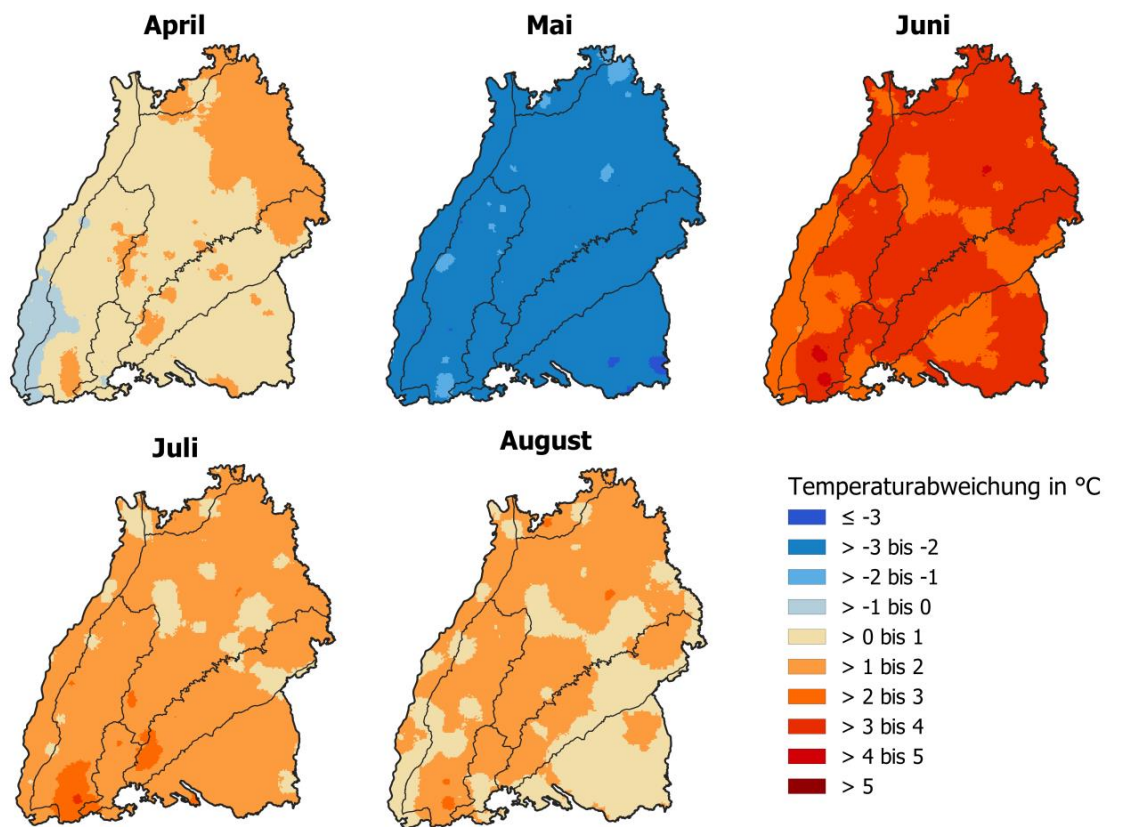 April
Mai
Juni
Juli
August
Temperaturabweichung in °C
≤ -3
> -3 bis -2
> -2 bis -1
> -1 bis 0
> 0 bis 1
> 1 bis 2
> 2 bis 3
> 3 bis 4
> 4 bis 5
> 5